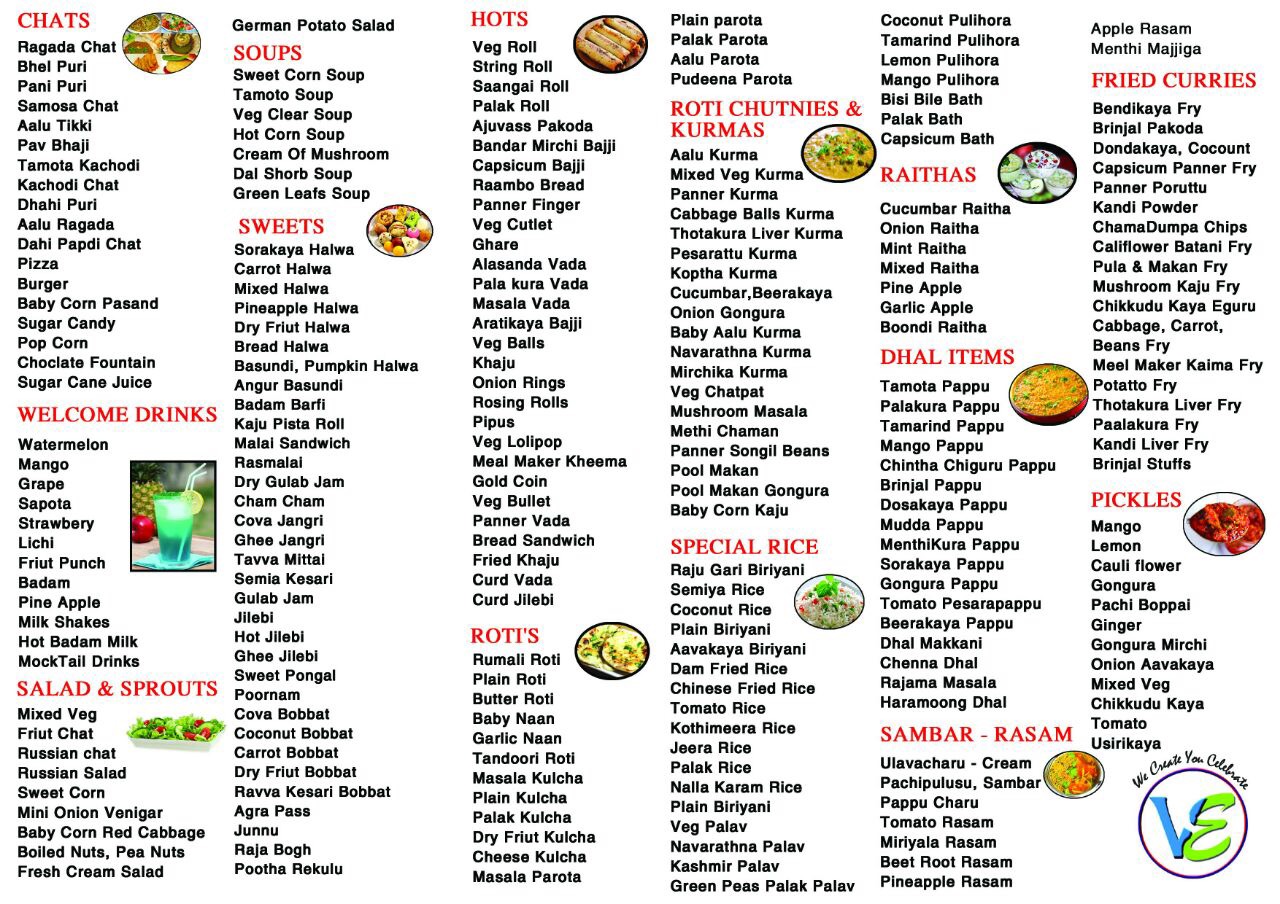 CHATS
Ragada Chat
Bhel Puri
Pani Puri
Samosa Chat
Aalu Tikki
Pav Bhaji
Tamota Kachodi
Kachodi Chat
Dhahi Puri
Aalu Ragada
Dahi Papdi Chat
Pizza
Burger
Baby Corn Pasand
Sugar Candy
Pop Corn
Choclate Fountain
Sugar Cane Juice
WELCOME DRINKS
Watermelon
Mango
Grape
Sapota
Strawbery
Lichi
Friut Punch
Badam
Pine Apple
Milk Shakes
Hot Badam Milk
MockTail Drinks
SALAD & SPROUTS
Mixed Veg
Friut Chat
Russian chat
Russian Salad
Sweet Corn
Mini Onion Venigar
Baby Corn Red Cabbage
Boiled Nuts, Pea Nuts
Fresh Cream Salad
German Potato Salad
SOUPS
Sweet Corn Soup
Tamoto Soup
Veg Clear Soup
Hot Corn Soup
Cream Of Mushroom
Dal Shorb Soup
Green Leafs Soup
SWEETS
Sorakaya Halwa
Carrot Halwa
Mixed Halwa
Pineapple Halwa
Dry Friut Halwa
Bread Halwa
Basundi, Pumpkin Halwa
Angur Basundi
Badam Barfi
Kaju Pista Roll
Malai Sandwich
Rasmalai
Dry Gulab Jam
Cham Cham
Cova Jangri
Ghee Jangri
Tavva Mittai
Semia Kesari
Gulab Jam
Jilebi
Hot Jilebi
Ghee Jilebi
Sweet Pongal
Poornam
Cova Bobbat
Coconut Bobbat
Carrot Bobbat
Dry Friut Bobbat
Ravva Kesari Bobbat
Agra Pass
Junnu
Raja Bogh
Pootha Rekulu
HOTS
Veg Roll
String Roll
Saangai Roll
Palak Roll
Ajuvass Pakoda
Bandar Mirchi Bajji
Capsicum Bajji
Raambo Bread
Panner Finger
Veg Cutlet
Ghare
Alasanda Vada
Pala kura Vada
Masala Vada
Aratikaya Bajji
Veg Balls
Khaju
Onion Rings
Rosing Rolls
Pipus
Veg Lolipop
Meal Maker Kheema
Gold Coin
Veg Bullet
Panner Vada
Bread Sandwich
Fried Khaju
Curd Vada
Curd Jilebi
ROTI'S
Rumali Roti
Plain Roti
Butter Roti
Baby Naan
Garlic Naan
Tandoori Roti
Masala Kulcha
Plain Kulcha
Palak Kulcha
Dry Friut Kulcha
Cheese Kulcha
Masala Parota
Plain parota
Palak Parota
Aalu Parota
Pudeena Parota
ROTI CHUTNIES &
KURMAS
Aalu Kurma
Mixed Veg Kurma
Panner Kurma
Cabbage Balls Kurma
Thotakura Liver Kurma
Pesarattu Kurma
Koptha Kurma
Cucumbar,Beerakaya
Onion Gongura
Baby Aalu Kurma
Navarathna Kurma
Mirchika Kurma
Veg Chatpat
Mushroom Masala
Methi Chaman
Panner Songil Beans
Pool Makan
Pool Makan Gongura
Baby Corn Kaju
SPECIAL RICE
Raju Gari Biriyani
Semiya Rice
Coconut Rice
Plain Biriyani
Aavakaya Biriyani
Dam Fried Rice
Chinese Fried Rice
Tomato Rice
Kothimeera Rice
Jeera Rice
Palak Rice
Nalla Karam Rice
Plain Biriyani
Veg Palav
Navarathna Palav
Kashmir Palav
Green Peas Palak Palav
Coconut Pulihora
Tamarind Pulihora
Lemon Pulihora
Mango Pulihora
Bisi Bile Bath
Palak Bath
Capsicum Bath
RAITHAS
Cucumbar Raitha
Onion Raitha
Mint Raitha
Mixed Raitha
Pine Apple
Garlic Apple
Boondi Raitha
DHAL ITEMS
Tamota Pappu
Palakura Pappu
Tamarind Pappu
Mango Pappu
Chintha Chiguru Pappu
Brinjal Pappu
Dosakaya Pappu
Mudda Pappu
MenthiKura Pappu
Sorakaya Pappu
Gongura Pappu
Tomato Pesarapappu
Beerakaya Pappu
Dhal Makkani
Chenna Dhal
Rajama Masala
Haramoong Dhal
SAMBAR - RASAM
Ulavacharu - Cream
Pachipulusu, Sambar
Pappu Charu
Tomato Rasam
Miriyala Rasam
Beet Root Rasam
Pineapple Rasam
Apple Rasam
Menthi Majjiga
FRIED CURRIES
Bendikaya Fry
Brinjal Pakoda
Dondakaya, Cocount
Capsicum Panner Fry
Panner Poruttu
Kandi Powder
ChamaDumpa Chips
Califlower Batani Fry
Pula & Makan Fry
Mushroom Kaju Fry
Chikkudu Kaya Eguru
Cabbage, Carrot,
Beans Fry
Meel Maker Kaima Fry
Potatto Fry
Thotakura Liver Fry
Paalakura Fry
Kandi Liver Fry
Brinjal Stuffs
PICKLES
Mango
Lemon
Cauli flower
Gongura
Pachi Boppai
Ginger
Gongura Mirchi
Onion Aavakaya
Mixed Veg
Chikkudu Kaya
Tomato
Usirikaya
We Create You Celebrate
VE